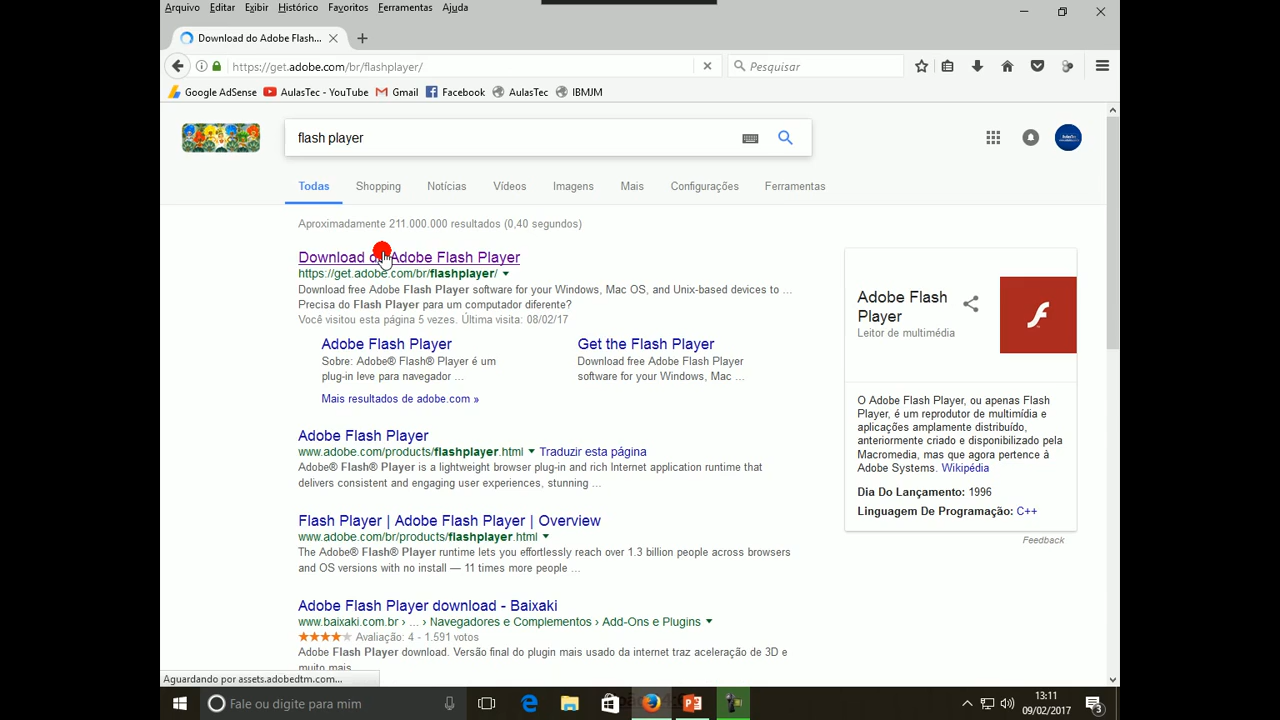 Arquivo Editar Exibir Histórico Favoritos Ferramentas Ajuda
Download do Adobe Flash...
https://get.adobe.com/br/flashplayer/
Pesquisar
Google AdSense AulasTec - YouTube Gmail Facebook AulasTec IBMJM
flash player
Todas Shopping Notícias Vídeos Imagens Mais Configurações Ferramentas
Aproximadamente 211.000.000 resultados (0,40 segundos)
Download do Adobe Flash Player
https://get.adobe.com/br/flashplayer/
Download free Adobe Flash Player software for your Windows, Mac OS, and Unix-based devices to ...
Precisa do Flash Player para um computador diferente?
Você visitou esta página 5 vezes. Última visita: 08/02/17
Adobe Flash Player
Sobre: Adobe® Flash® Player é um
plug-in leve para navegador ...
Get the Flash Player
Download free Adobe Flash Player
software for your Windows, Mac ...
Mais resultados de adobe.com »
Adobe Flash Player
www.adobe.com/products/flashplayer.html Traduzir esta página
Adobe® Flash® Player is a lightweight browser plug-in and rich Internet application runtime that
delivers consistent and engaging user experiences, stunning ...
Flash Player | Adobe Flash Player | Overview
www.adobe.com/br/products/flashplayer.html
The Adobe® Flash® Player runtime lets you effortlessly reach over 1.3 billion people across browsers
and OS versions with no install — 11 times more people ...
Adobe Flash Player download - Baixaki
www.baixaki.com.br › ... › Navegadores e Complementos › Add-Ons e Plugins
Avaliação: 4 - 1.591 votos
Adobe Flash Player download. Versão final do plugin mais usado da internet traz aceleração de 3D e
muito mais.
Adobe Flash
Player
Leitor de multimédia
O Adobe Flash Player, ou apenas Flash
Player, é um reprodutor de multimídia e
aplicações amplamente distribuído,
anteriormente criado e disponibilizado pela
Macromedia, mas que agora pertence à
Adobe Systems. Wikipédia
Dia Do Lançamento: 1996
Linguagem De Programação: C++
Feedback
Aguardando por assets.adobedtm.com...
Fale ou digite para mim
13:11
09/02/2017
3